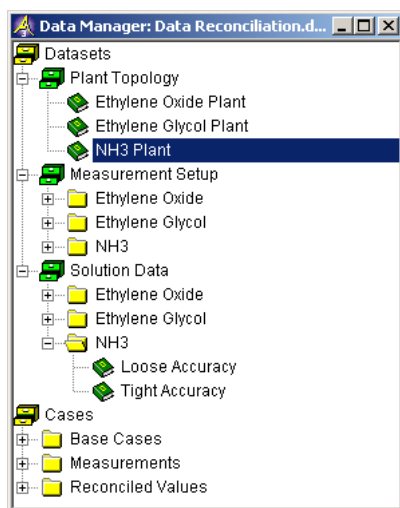 Data Manager: Data Reconciliation.d...
Datasets
Plant Topology
Ethylene Oxide Plant
Ethylene Glycol Plant
NH3 Plant
Measurement Setup
Ethylene Oxide
Ethylene Glycol
NH3
Solution Data
Ethylene Oxide
Ethylene Glycol
NH3
Loose Accuracy
Tight Accuracy
Cases
Base Cases
Measurements
Reconciled Values